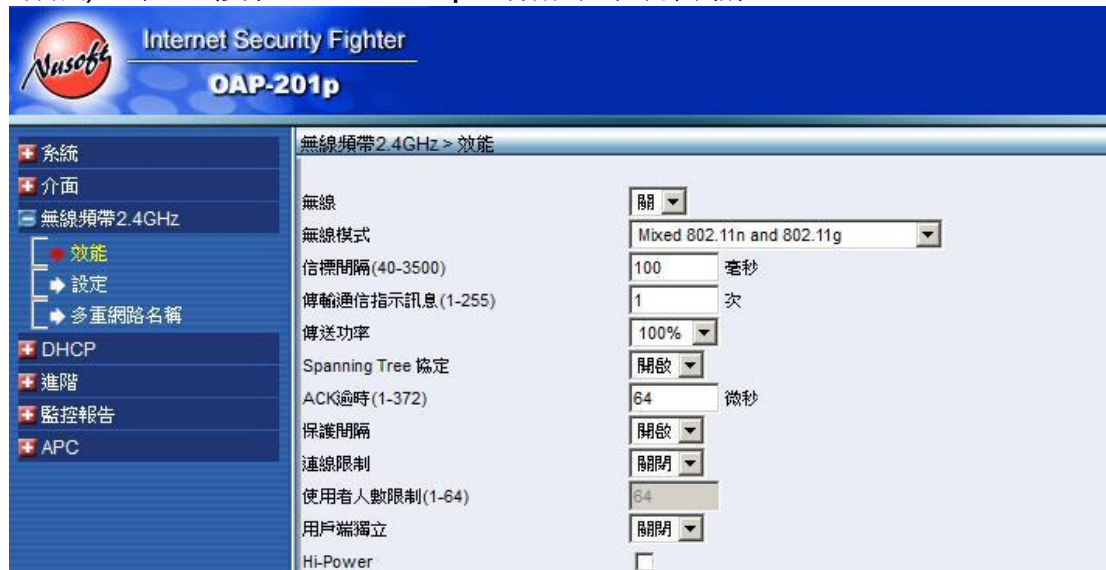 Nusoft
Internet Security Fighter
OAP-201p
系統
介面
無線頻帶2.4GHz
效能
設定
多重網路名稱
DHCP
進階
監控報告
APC
無線頻帶2.4GHz > 效能
無線 關
無線模式 Mixed 802.11n and 802.11g
信標間隔(40-3500) 100 毫秒
傳輸通信指示訊息(1-255) 1 次
傳送功率 100%
Spanning Tree 協定 開啟
ACK逾時(1-372) 64 微秒
保護間隔 開啟
連線限制 關閉
使用者人數限制(1-64) 64
用戶端獨立 關閉
Hi-Power